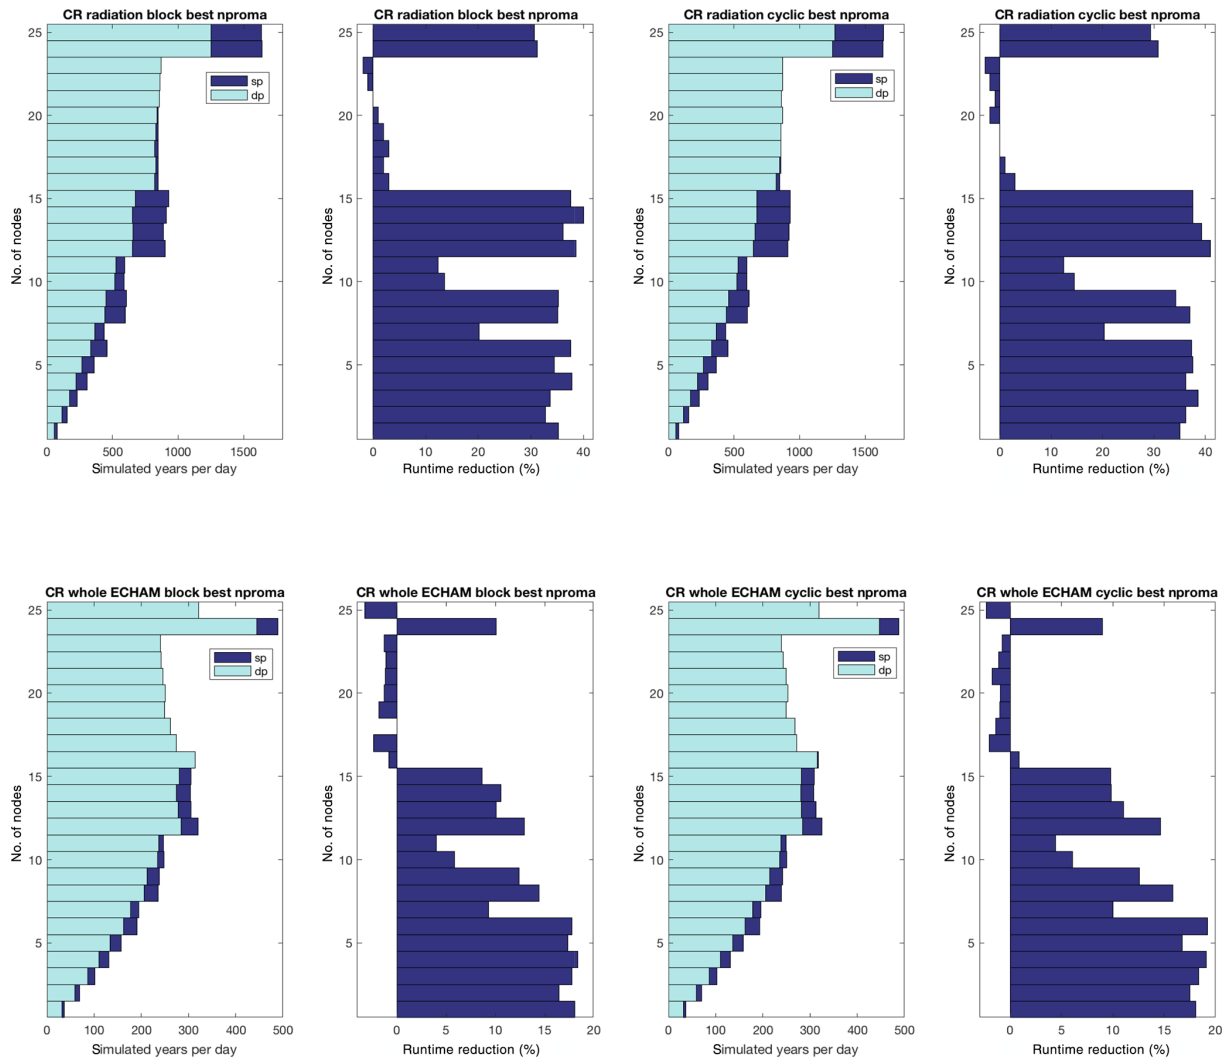 CR radiation block best nproma
25
20
15
10
5
No. of nodes
sp
dp
0
500
1000
1500
Simulated years per day
CR radiation block best nproma
25
20
15
10
5
No. of nodes
0
10
20
30
40
Runtime reduction (%)
CR radiation cyclic best nproma
25
20
15
10
5
No. of nodes
sp
dp
0
500
1000
1500
Simulated years per day
CR radiation cyclic best nproma
25
20
15
10
5
No. of nodes
0
10
20
30
40
Runtime reduction (%)
CR whole ECHAM block best nproma
25
20
15
10
5
No. of nodes
sp
dp
0
100
200
300
400
500
Simulated years per day
CR whole ECHAM block best nproma
25
20
15
10
5
No. of nodes
0
5
10
15
20
Runtime reduction (%)
CR whole ECHAM cyclic best nproma
25
20
15
10
5
No. of nodes
sp
dp
0
100
200
300
400
500
Simulated years per day
CR whole ECHAM cyclic best nproma
25
20
15
10
5
No. of nodes
0
5
10
15
20
Runtime reduction (%)